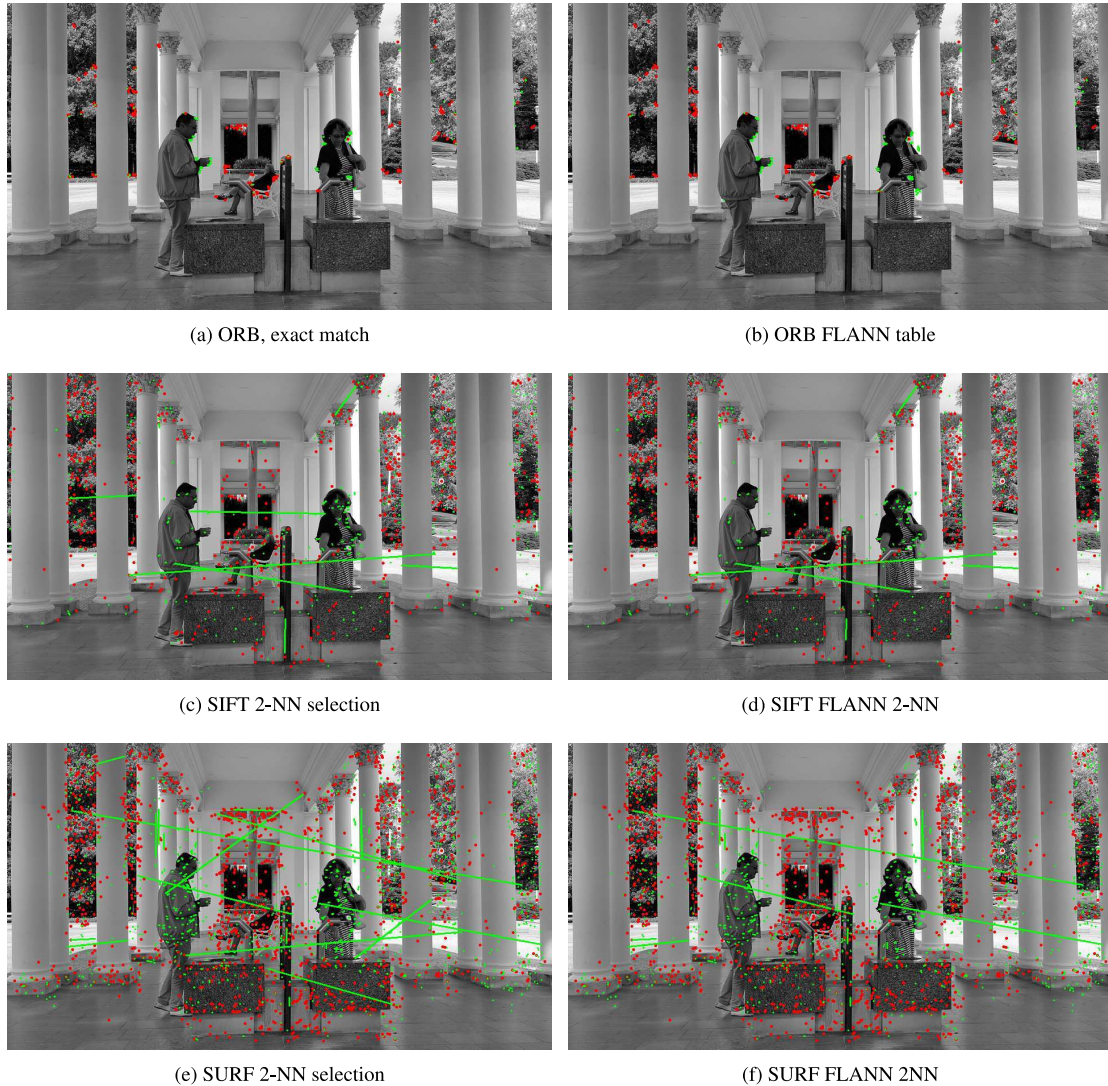 (a) ORB, exact match
(b) ORB FLANN table
(c) SIFT 2-NN selection
(d) SIFT FLANN 2-NN
(e) SURF 2-NN selection
(f) SURF FLANN 2NN